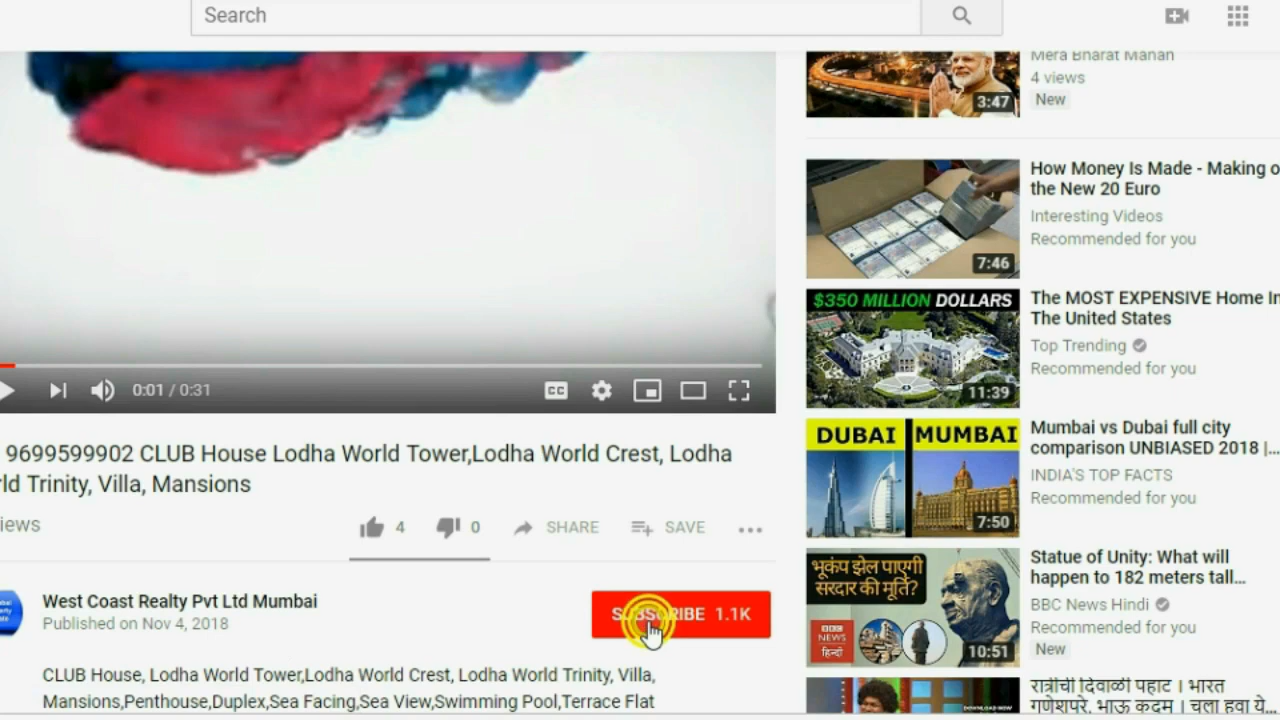 Search
Mera Bharat Mahan
4 views
3:47
New
How Money Is Made - Making o
the New 20 Euro
Interesting Videos
Recommended for you
7:46
$350 MILLION DOLLARS
The MOST EXPENSIVE Home In
The United States
Top Trending
Recommended for you
11:39
0:01 / 0:31
CC
DUBAI MUMBAI
Mumbai vs Dubai full city
comparison UNBIASED 2018 |...
INDIA'S TOP FACTS
Recommended for you
7:50
9699599902 CLUB House Lodha World Tower,Lodha World Crest, Lodha
rld Trinity, Villa, Mansions
iews
4
0
SHARE
SAVE
भूकंप झेल पाएगी
सरदार की मूर्ति?
BBC
NEWS
हिन्दी
10:51
Statue of Unity: What will
happen to 182 meters tall...
BBC News Hindi
Recommended for you
New
West Coast Realty Pvt Ltd Mumbai
Published on Nov 4, 2018
SUBSCRIBE 1.1K
CLUB House, Lodha World Tower,Lodha World Crest, Lodha World Trinity, Villa,
Mansions,Penthouse,Duplex,Sea Facing,Sea View,Swimming Pool,Terrace Flat
रात्रीची दिवाळी पहाट । भारत
गणेशपुरे, भाऊ कदम । चला हवा ये...
DOWNLOAD NOW